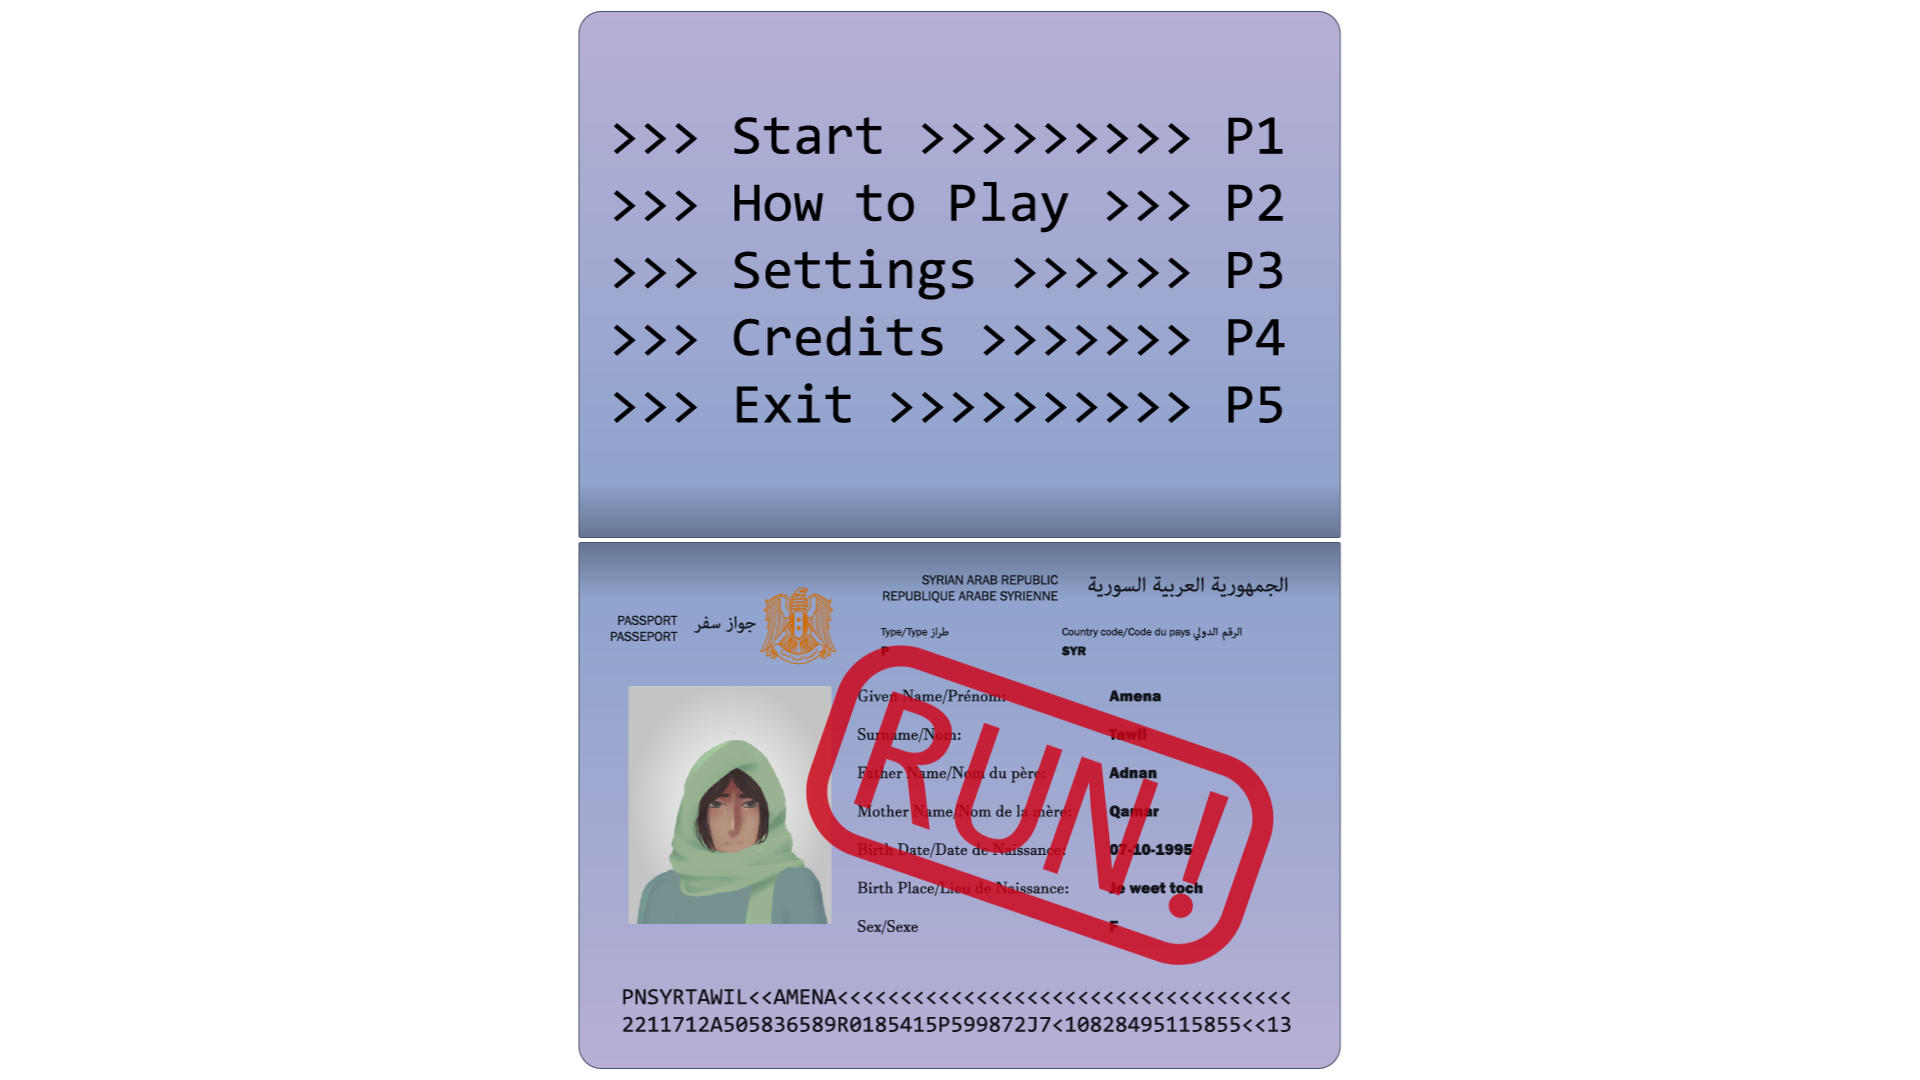 >>> Start >>>>>>>>> P1
>>> How to Play >>> P2
>>> Settings >>>>>> P3
>>> Credits >>>>>>> P4
>>> Exit >>>>>>>>>> P5
SYRIAN ARAB REPUBLIC الجمهورية العربية السورية
REPUBLIQUE ARABE SYRIENNE
PASSPORT جواز سفر
PASSEPORT
Type/Type طراز Country code/Code du pays الرقم الدولي
P SYR
Given Name/Prénom: Amena
Surname/Nom: Tawil
Father Name/Nom du père: Adnan
Mother Name/Nom de la mère: Qamar
Birth Date/Date de Naissance: 07-10-1995
Birth Place/Lieu de Naissance: Je weet toch
Sex/Sexe F
RUN!
PNSYRTAWIL<<AMENA<<<<<<<<<<<<<<<<<<<<<<<<<<<<<<<<<<<<
2211712A505836589R0185415P599872J7<10828495115855<<13